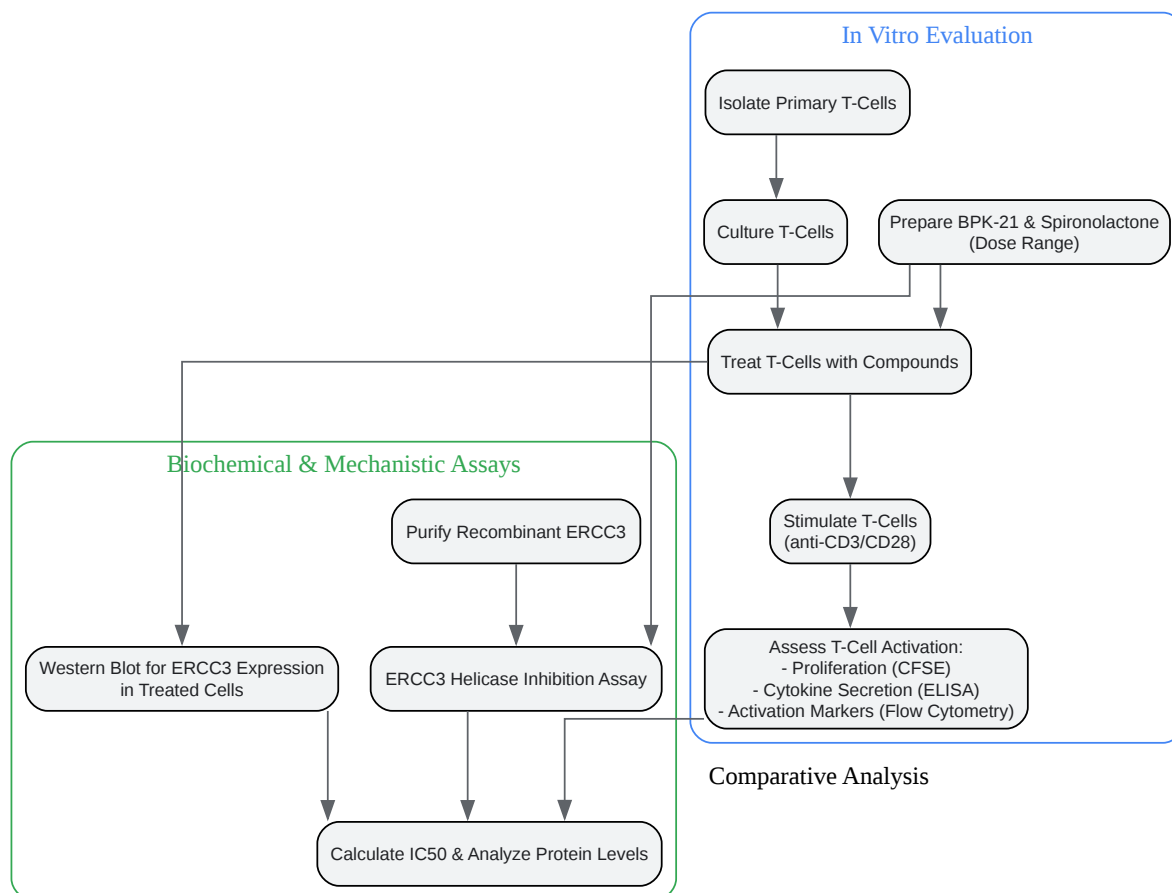 In Vitro Evaluation
Isolate Primary T-Cells
Culture T-Cells
Prepare BPK-21 & Spironolactone
(Dose Range)
Treat T-Cells with Compounds
Biochemical & Mechanistic Assays
Purify Recombinant ERCC3
Stimulate T-Cells
(anti-CD3/CD28)
Western Blot for ERCC3 Expression
in Treated Cells
ERCC3 Helicase Inhibition Assay
Assess T-Cell Activation:
- Proliferation (CFSE)
- Cytokine Secretion (ELISA)
- Activation Markers (Flow Cytometry)
Comparative Analysis
Calculate IC50 & Analyze Protein Levels